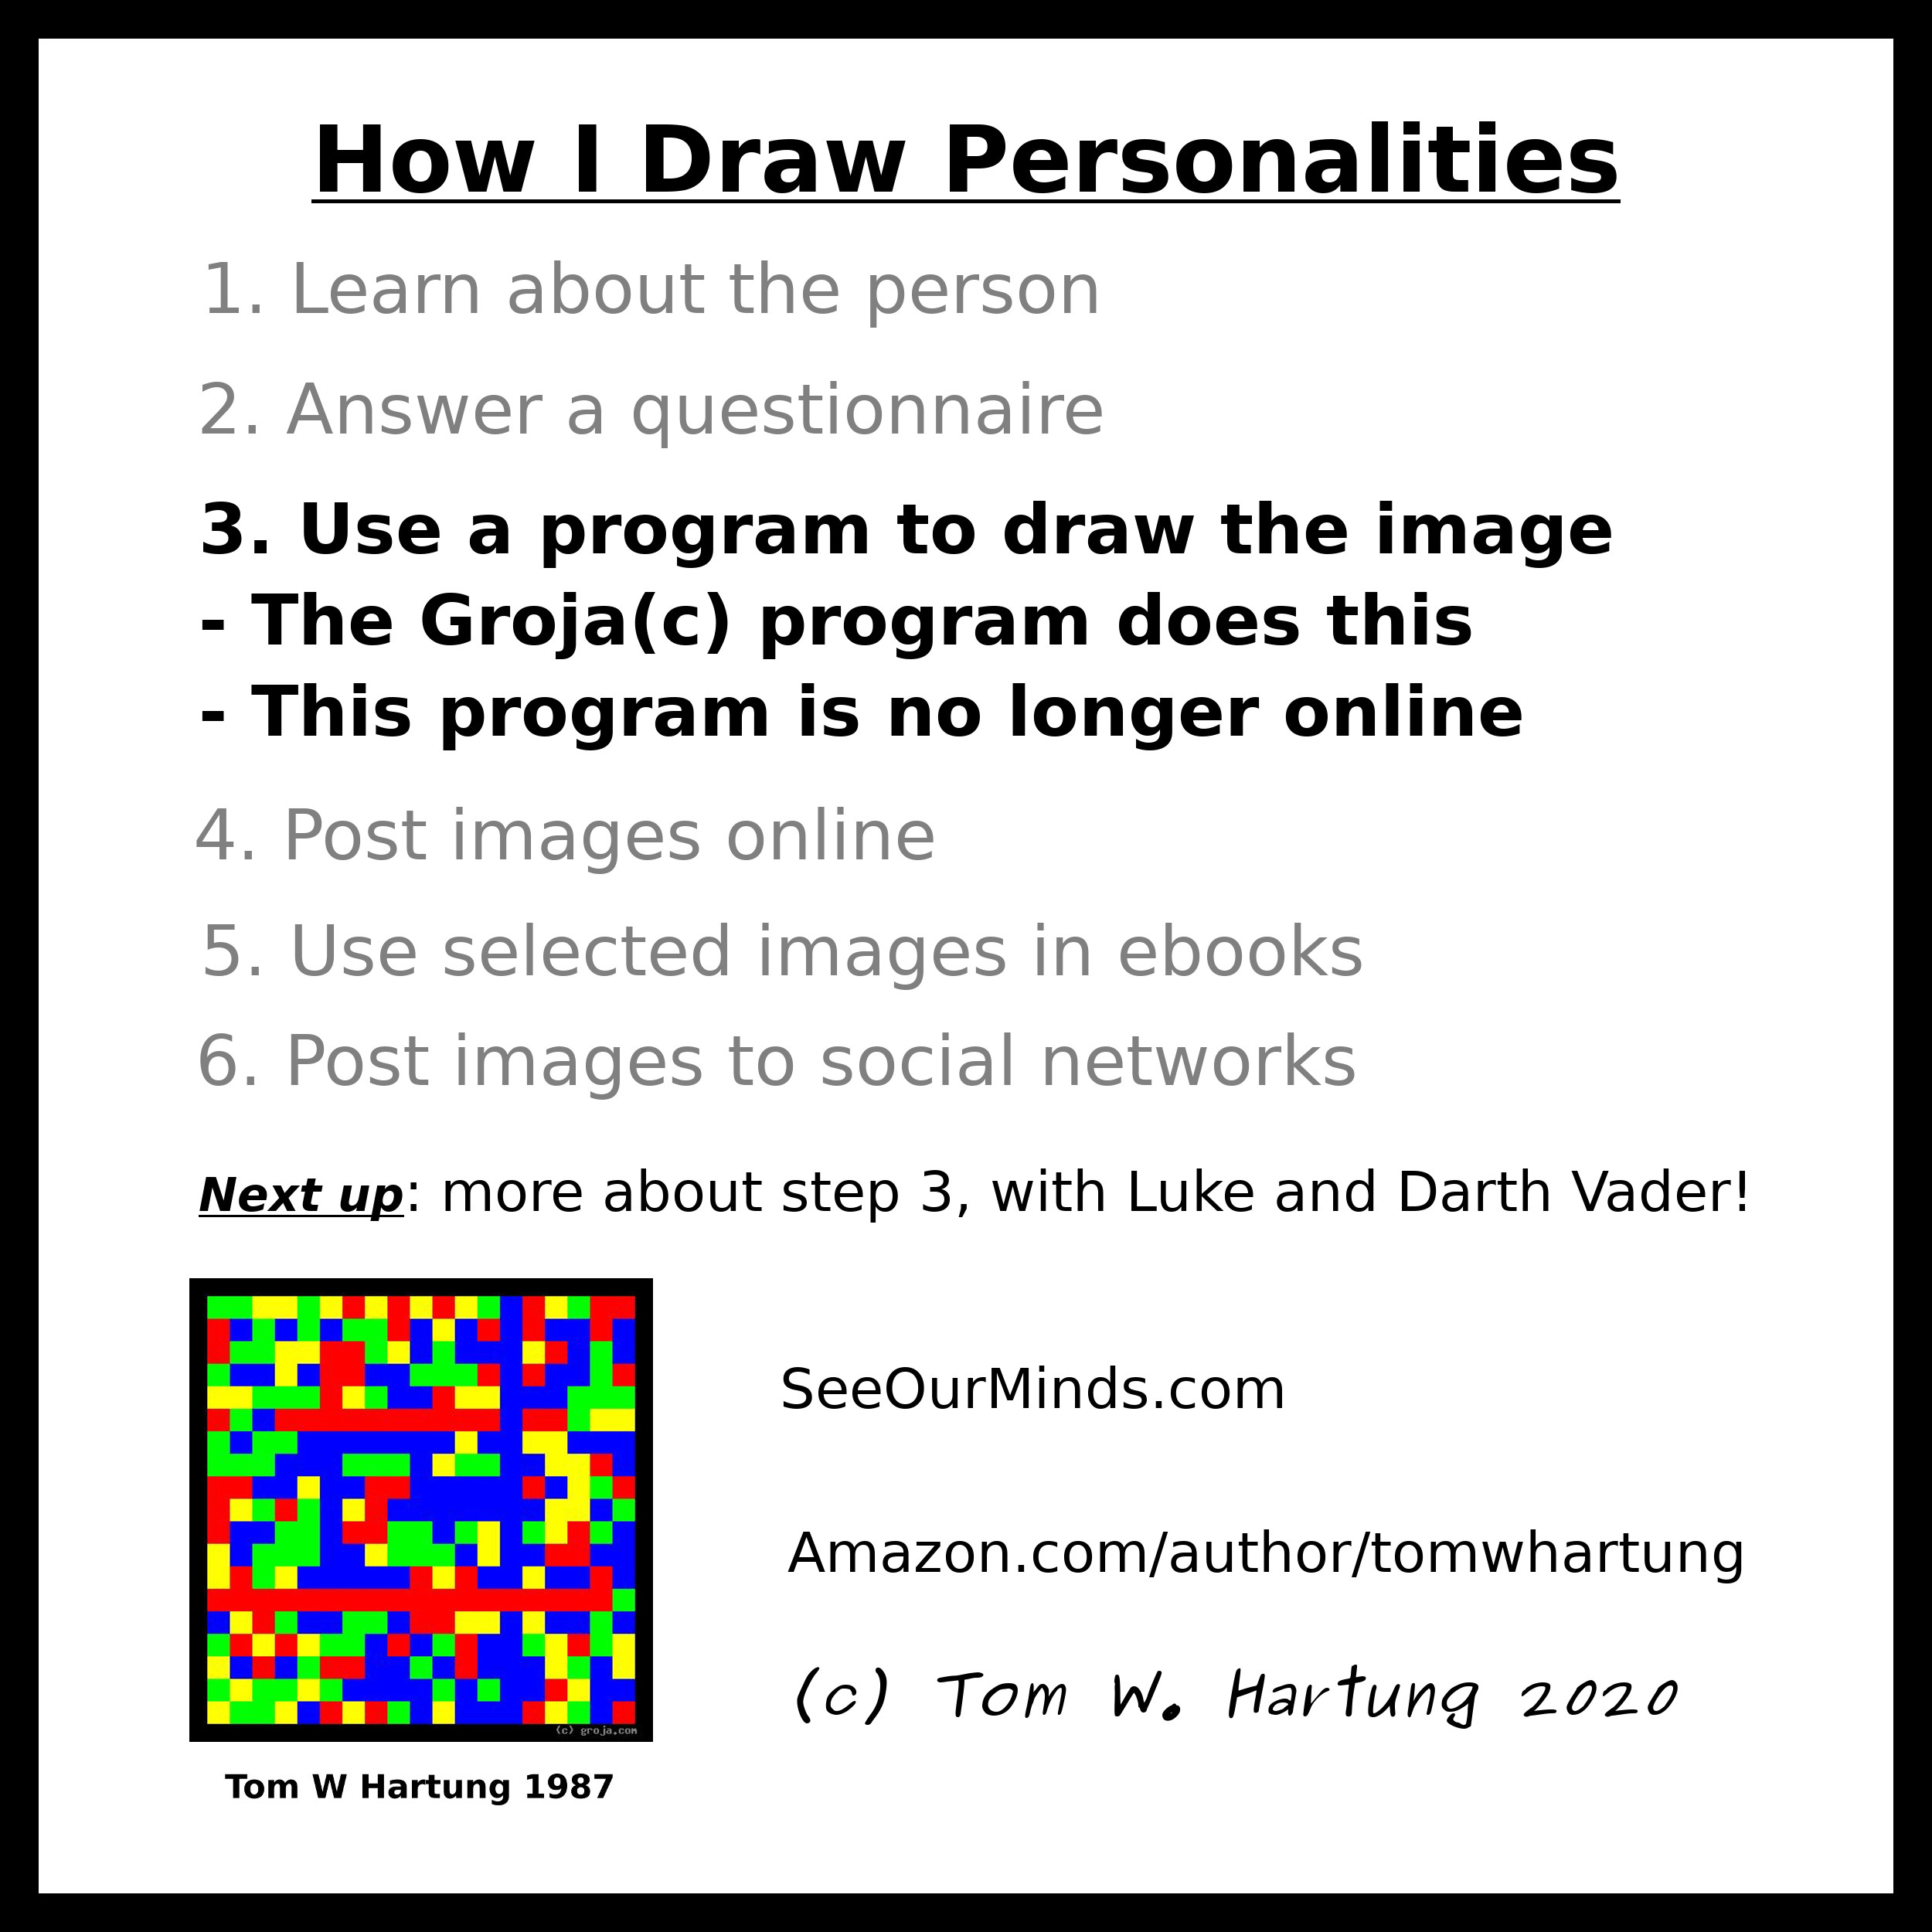 How I Draw Personalities
1. Learn about the person
2. Answer a questionnaire
3. Use a program to draw the image
- The Groja(c) program does this
- This program is no longer online
4. Post images online
5. Use selected images in ebooks
6. Post images to social networks
Next up: more about step 3, with Luke and Darth Vader!
SeeOurMinds.com
Amazon.com/author/tomwhartung
(c) Tom W. Hartung 2020
(c) groja.com
Tom W Hartung 1987